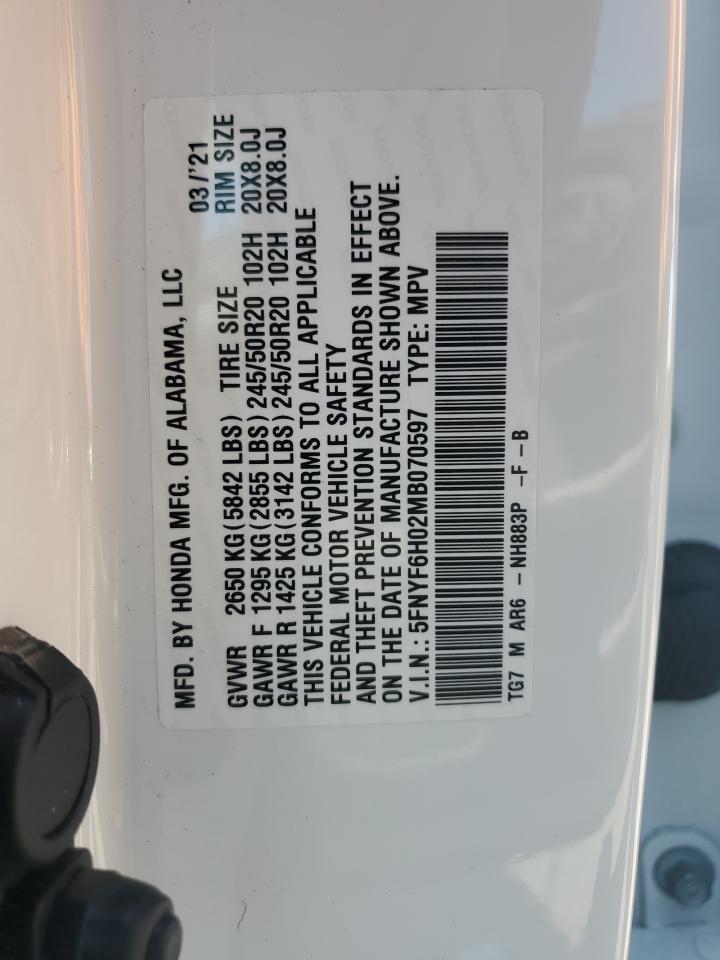 MFD. BY HONDA MFG. OF ALABAMA, LLC 03/'21
GVWR 2650 KG(5842 LBS) TIRE SIZE RIM SIZE
GAWR F 1295 KG(2855 LBS) 245/50R20 102H 20X8.0J
GAWR R 1425 KG(3142 LBS) 245/50R20 102H 20X8.0J
THIS VEHICLE CONFORMS TO ALL APPLICABLE
FEDERAL MOTOR VEHICLE SAFETY
AND THEFT PREVENTION STANDARDS IN EFFECT
ON THE DATE OF MANUFACTURE SHOWN ABOVE.
V.I.N.: 5FNYF6H02MB070597 TYPE: MPV
TG7 M AR6 - NH883P -F -B